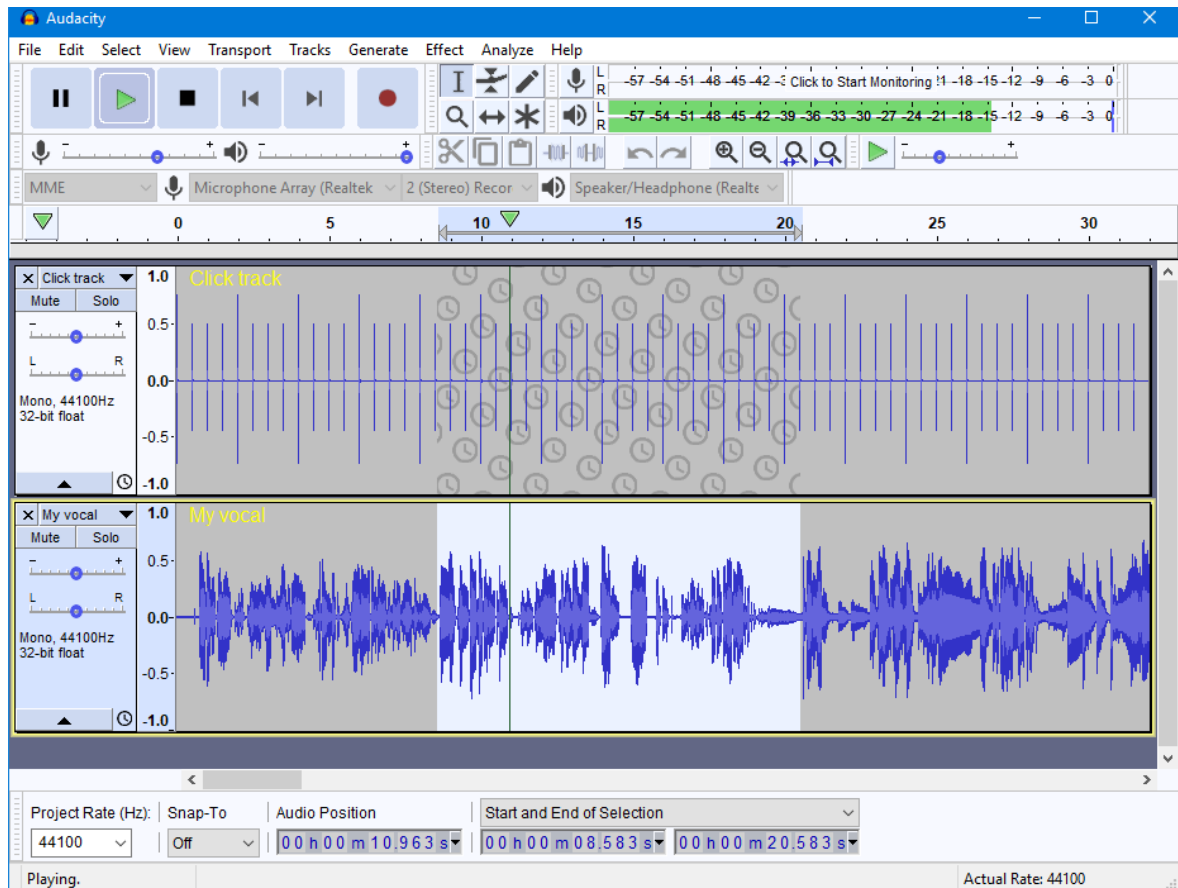 Audacity
File Edit Select View Transport Tracks Generate Effect Analyze Help
L
R
-57 -54 -51 -48 -45 -42 -3 Click to Start Monitoring !1 -18 -15 -12 -9 -6 -3 0
L
R
-57 -54 -51 -48 -45 -42 -39 -36 -33 -30 -27 -24 -21 -18 -15 -12 -9 -6 -3 0
- + - +
- +
MME Microphone Array (Realtek 2 (Stereo) Recor Speaker/Headphone (Realte
0 5 10 15 20 25 30
Click track 1.0 Click track
Mute Solo
- + 0.5
L R
0.0
Mono, 44100Hz
32-bit float
-0.5
-1.0
My vocal 1.0 My vocal
Mute Solo
- + 0.5
L R
0.0
Mono, 44100Hz
32-bit float
-0.5
-1.0
Project Rate (Hz): Snap-To Audio Position Start and End of Selection
44100 Off 00 h 00 m 10.963 s 00 h 00 m 08.583 s 00 h 00 m 20.583 s
Playing. Actual Rate: 44100